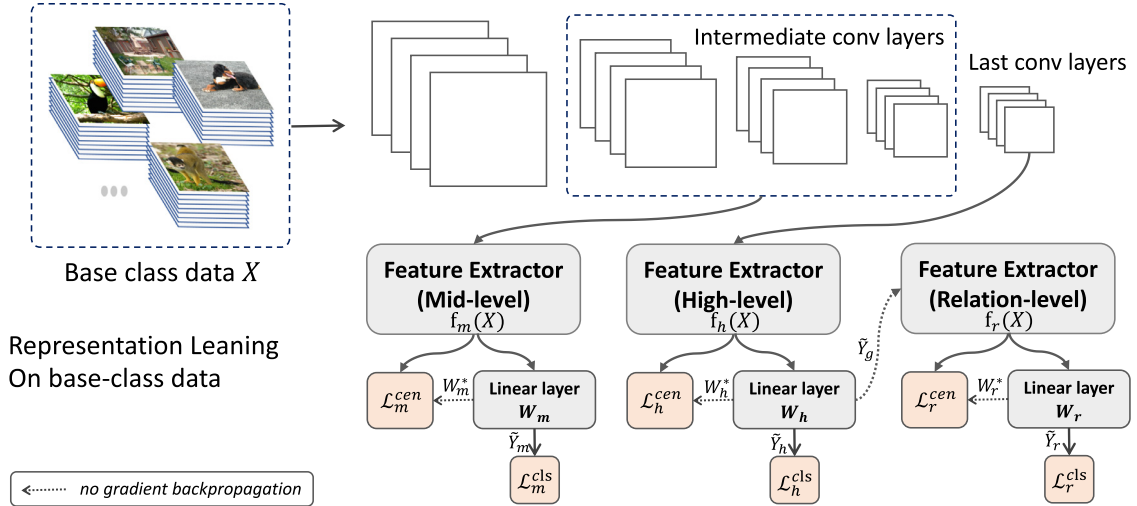 Intermediate conv layers
Last conv layers
Base class data X
Feature Extractor
(Mid-level)
f_m(X)
Feature Extractor
(High-level)
f_h(X)
Feature Extractor
(Relation-level)
f_r(X)
Ỹ_g
Representation Leaning
On base-class data
ℒ_m^cen
W_m^*
Linear layer
W_m
ℒ_h^cen
W_h^*
Linear layer
W_h
ℒ_r^cen
W_r^*
Linear layer
W_r
Ỹ_m
Ỹ_h
Ỹ_r
ℒ_m^cls
ℒ_h^cls
ℒ_r^cls
no gradient backpropagation